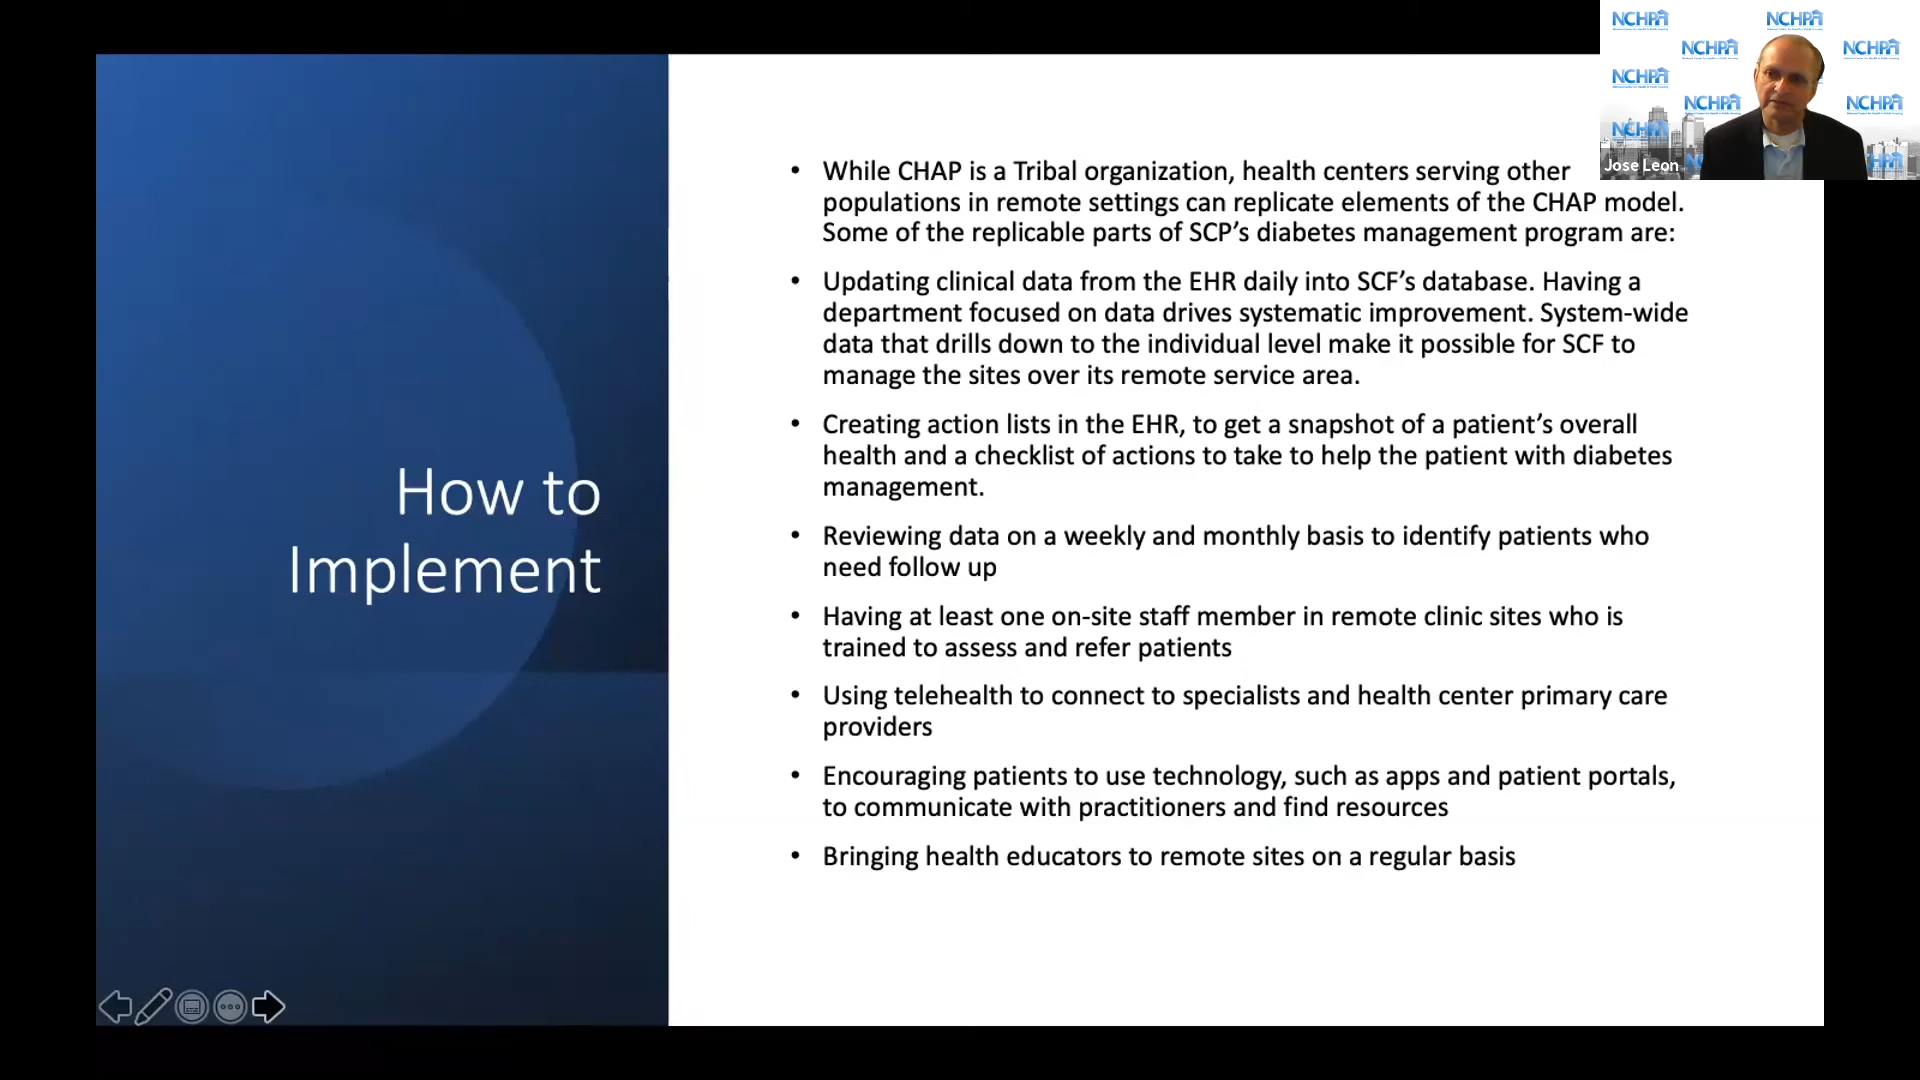 NCHPH NCHPH
NCHPH NCHPH
NCHPH
NCHPH NCHPH
Jose Leon
How to
Implement
• While CHAP is a Tribal organization, health centers serving other
populations in remote settings can replicate elements of the CHAP model.
Some of the replicable parts of SCP’s diabetes management program are:
• Updating clinical data from the EHR daily into SCF’s database. Having a
department focused on data drives systematic improvement. System-wide
data that drills down to the individual level make it possible for SCF to
manage the sites over its remote service area.
• Creating action lists in the EHR, to get a snapshot of a patient’s overall
health and a checklist of actions to take to help the patient with diabetes
management.
• Reviewing data on a weekly and monthly basis to identify patients who
need follow up
• Having at least one on-site staff member in remote clinic sites who is
trained to assess and refer patients
• Using telehealth to connect to specialists and health center primary care
providers
• Encouraging patients to use technology, such as apps and patient portals,
to communicate with practitioners and find resources
• Bringing health educators to remote sites on a regular basis